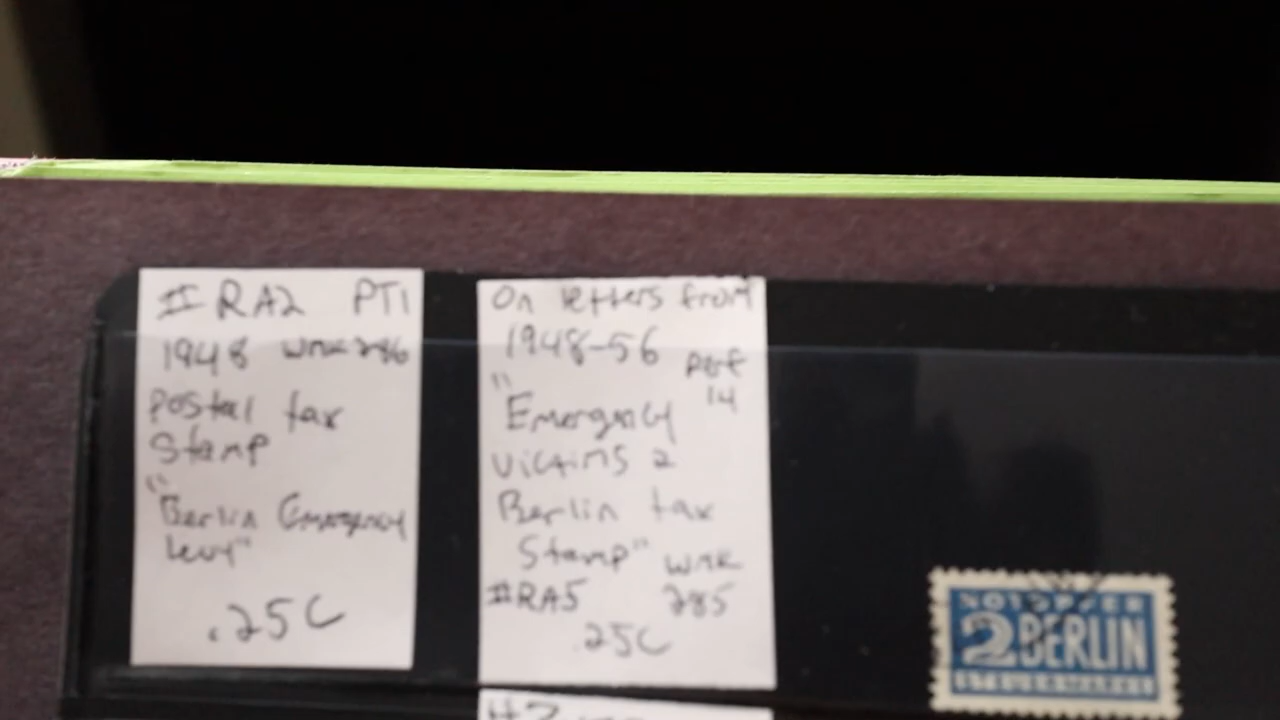 # RA2 PT1
1948 wmk 286
Postal tax
Stamp
"Berlin Emergency
levy"
.25C
On letters from
1948-56 perf
14
"Emergency
victims 2
Berlin tax
Stamp" wmk
#RA5 285
.25C
NOTOPFER
2 BERLIN
STEUERMARKE